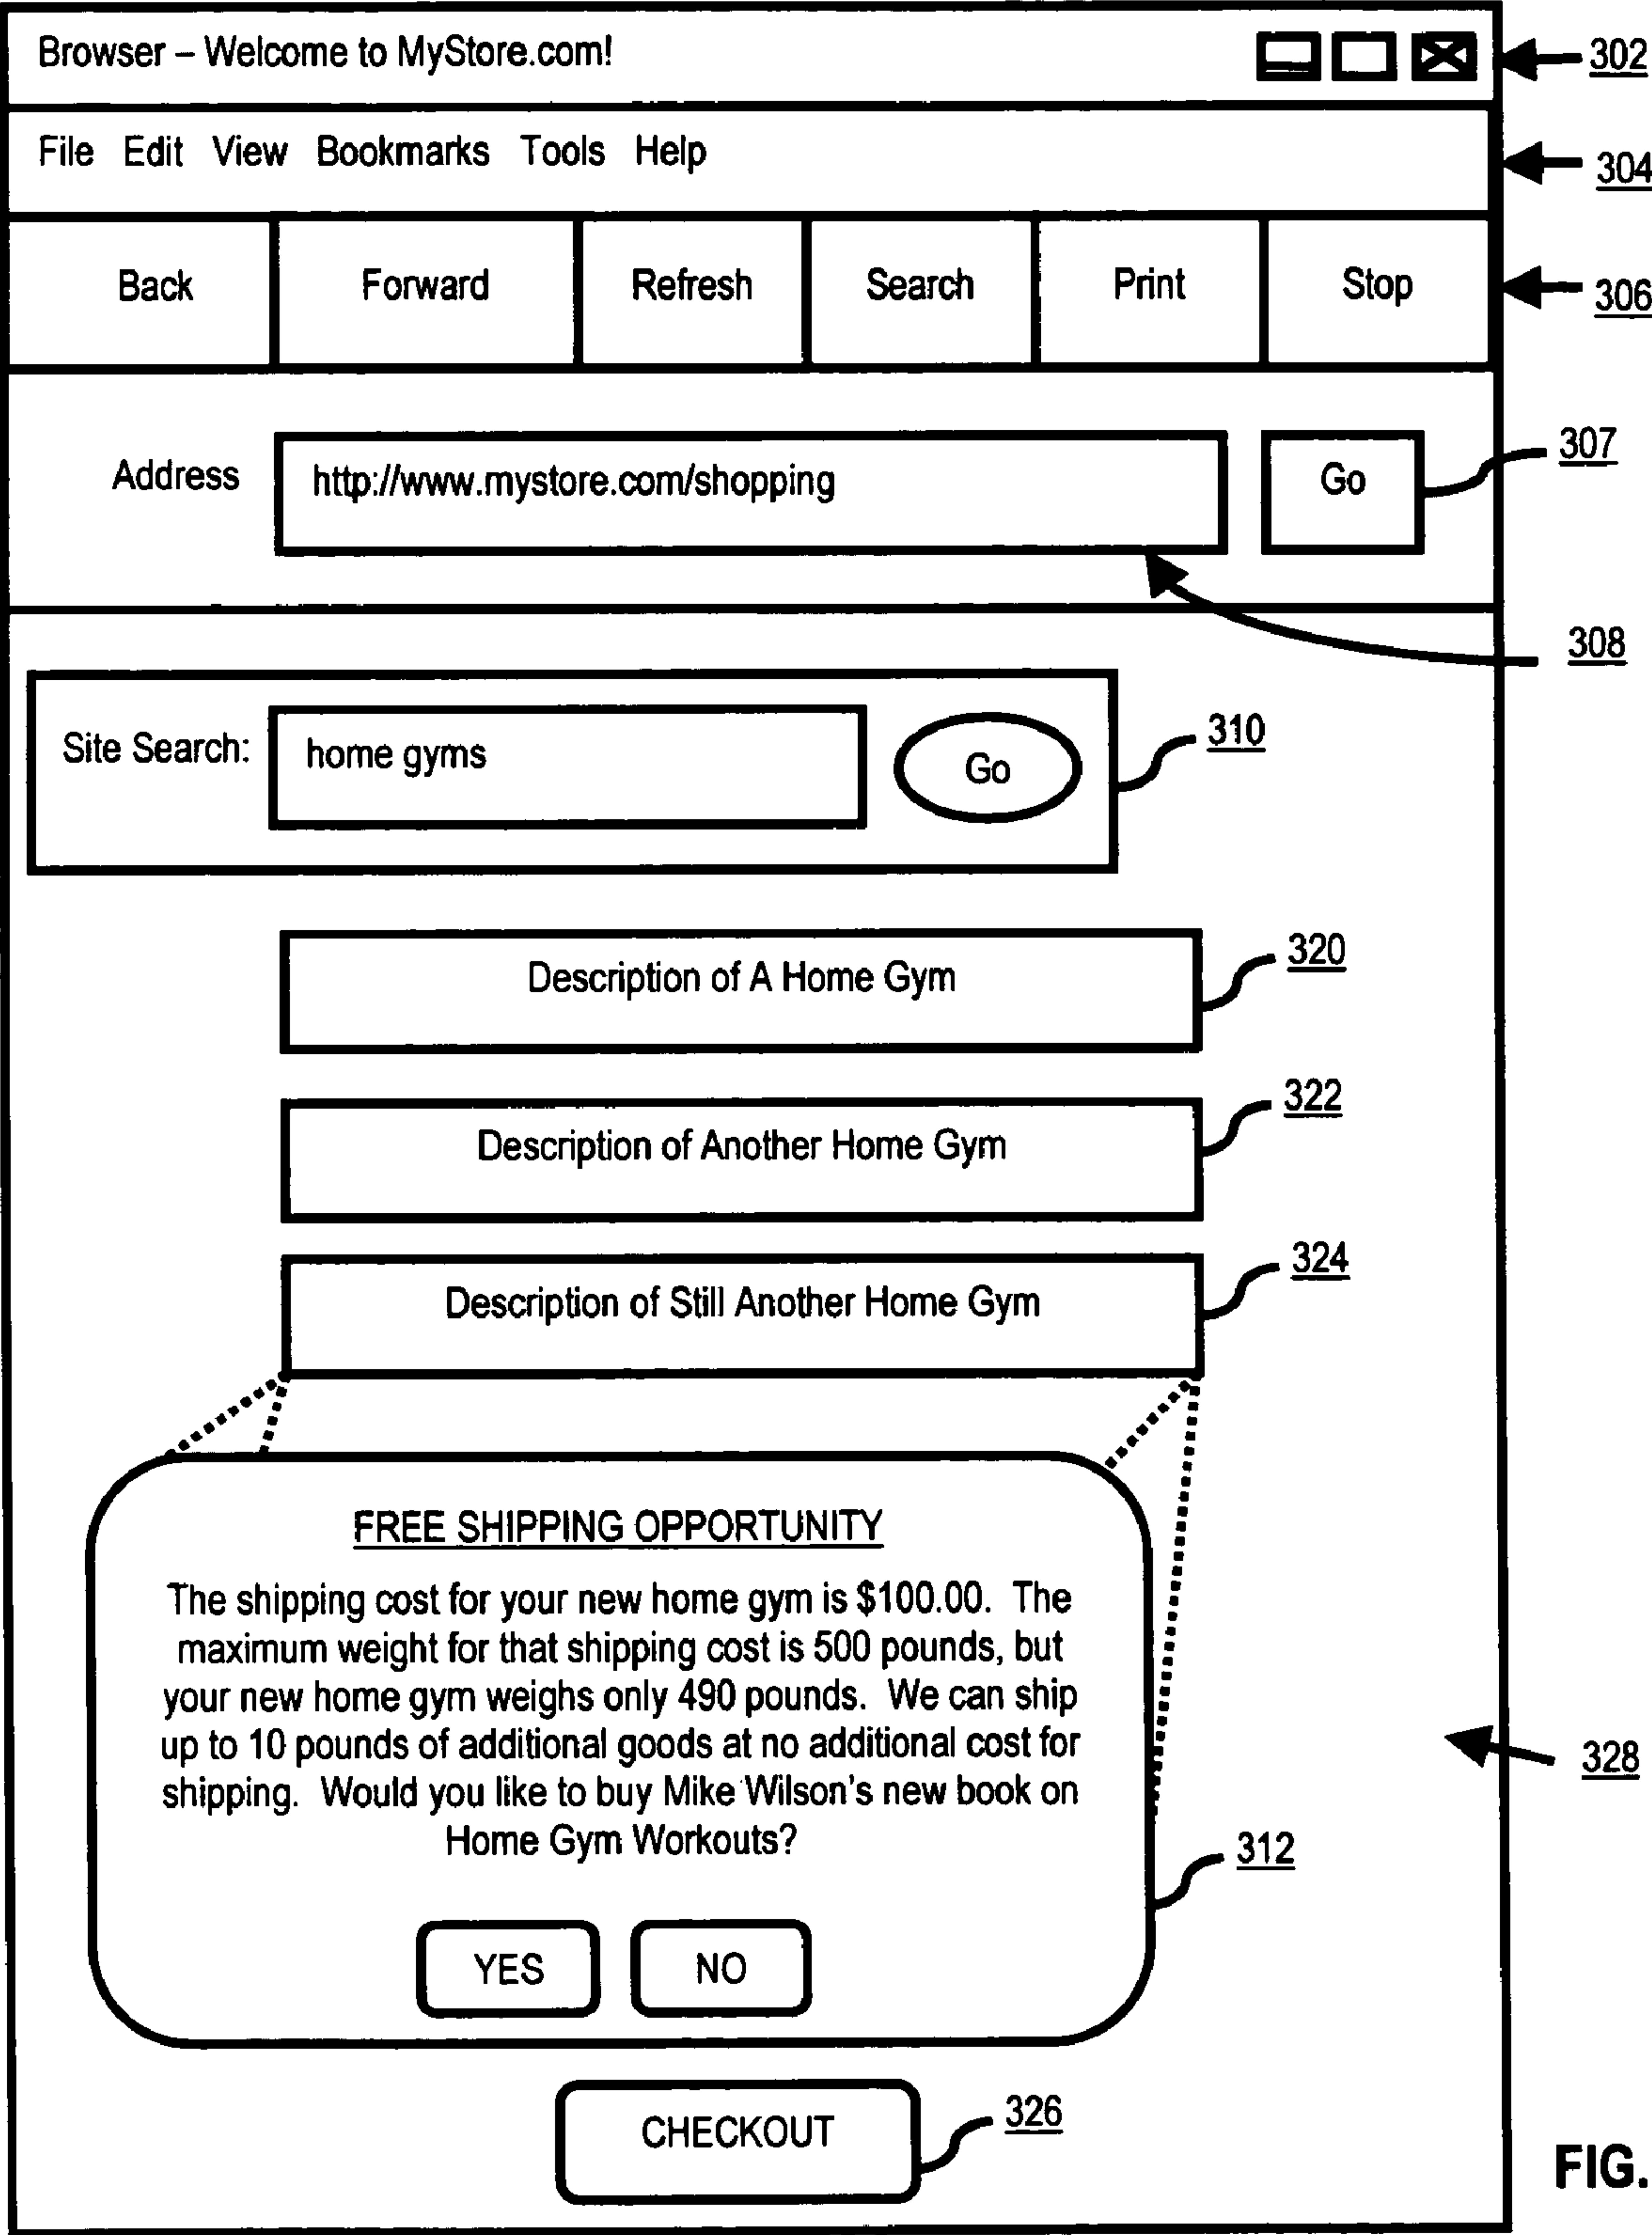 Browser – Welcome to MyStore.com!
302
File Edit View Bookmarks Tools Help
304
Back Forward Refresh Search Print Stop
306
Address http://www.mystore.com/shopping Go
307
308
Site Search: home gyms Go
310
Description of A Home Gym
320
Description of Another Home Gym
322
Description of Still Another Home Gym
324
FREE SHIPPING OPPORTUNITY
The shipping cost for your new home gym is $100.00. The
maximum weight for that shipping cost is 500 pounds, but
your new home gym weighs only 490 pounds. We can ship
up to 10 pounds of additional goods at no additional cost for
shipping. Would you like to buy Mike Wilson's new book on
Home Gym Workouts?
328
312
YES NO
CHECKOUT
326
FIG.